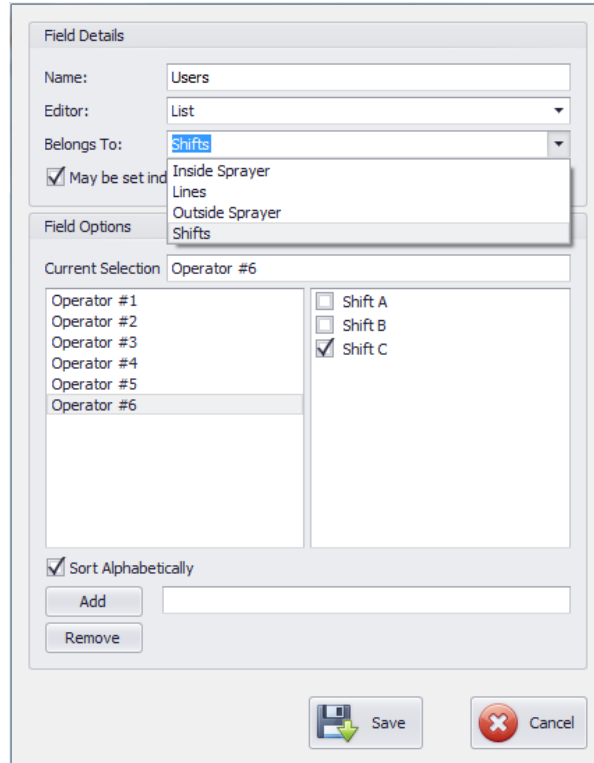 Field Details
Name: Users
Editor: List
Belongs To: Shifts
May be set ind
Inside Sprayer
Lines
Outside Sprayer
Shifts
Field Options
Current Selection Operator #6
Operator #1
Operator #2
Operator #3
Operator #4
Operator #5
Operator #6
Shift A
Shift B
Shift C
Sort Alphabetically
Add
Remove
Save
Cancel